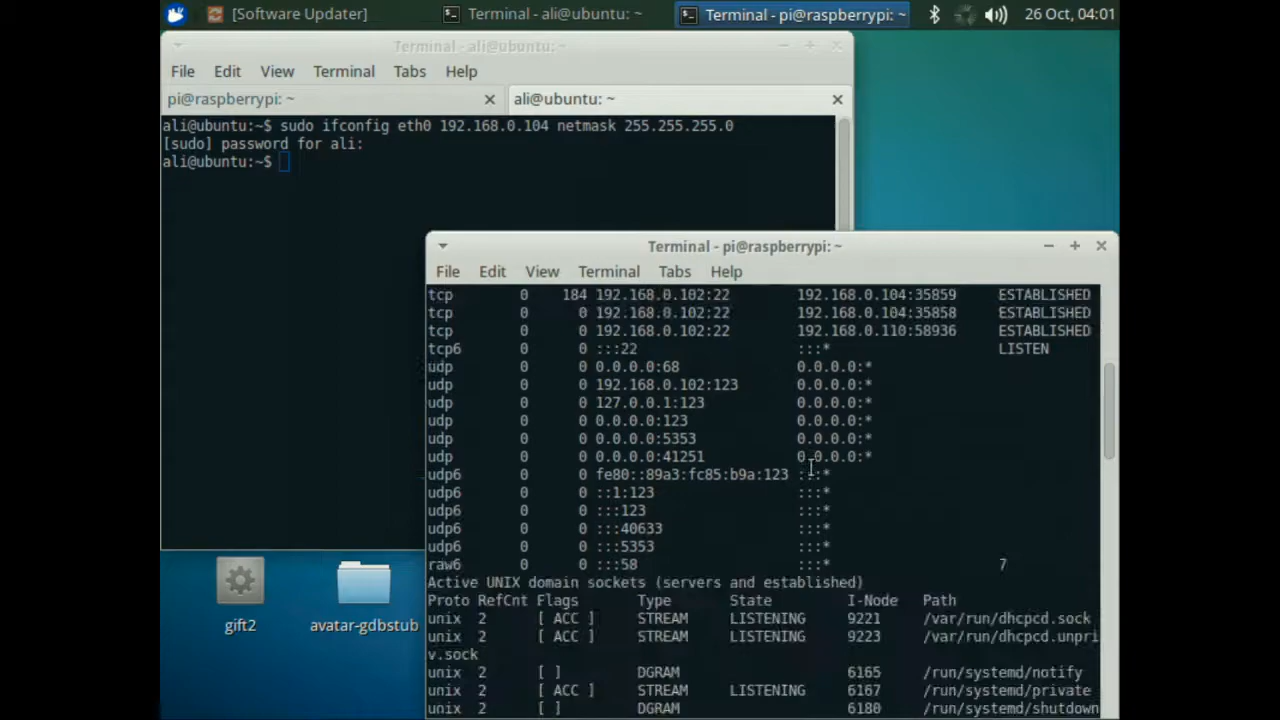 [Software Updater] Terminal - ali@ubuntu: ~ Terminal - pi@raspberrypi: ~ 26 Oct, 04:01
Terminal - ali@ubuntu: ~
File Edit View Terminal Tabs Help
pi@raspberrypi: ~ ali@ubuntu: ~
ali@ubuntu:~$ sudo ifconfig eth0 192.168.0.104 netmask 255.255.255.0
[sudo] password for ali:
ali@ubuntu:~$
Terminal - pi@raspberrypi: ~
File Edit View Terminal Tabs Help
tcp 0 184 192.168.0.102:22 192.168.0.104:35859 ESTABLISHED
tcp 0 0 192.168.0.102:22 192.168.0.104:35858 ESTABLISHED
tcp 0 0 192.168.0.102:22 192.168.0.110:58936 ESTABLISHED
tcp6 0 0 :::22 :::* LISTEN
udp 0 0 0.0.0.0:68 0.0.0.0:*
udp 0 0 192.168.0.102:123 0.0.0.0:*
udp 0 0 127.0.0.1:123 0.0.0.0:*
udp 0 0 0.0.0.0:123 0.0.0.0:*
udp 0 0 0.0.0.0:5353 0.0.0.0:*
udp 0 0 0.0.0.0:41251 0.0.0.0:*
udp6 0 0 fe80::89a3:fc85:b9a:123 :::*
udp6 0 0 ::1:123 :::*
udp6 0 0 :::123 :::*
udp6 0 0 :::40633 :::*
udp6 0 0 :::5353 :::*
raw6 0 0 :::58 :::* 7
Active UNIX domain sockets (servers and established)
Proto RefCnt Flags Type State I-Node Path
unix 2 [ ACC ] STREAM LISTENING 9221 /var/run/dhcpcd.sock
unix 2 [ ACC ] STREAM LISTENING 9223 /var/run/dhcpcd.unpri
v.sock
unix 2 [ ] DGRAM 6165 /run/systemd/notify
unix 2 [ ACC ] STREAM LISTENING 6167 /run/systemd/private
unix 2 [ ] DGRAM 6180 /run/systemd/shutdown
gift2 avatar-gdbstub